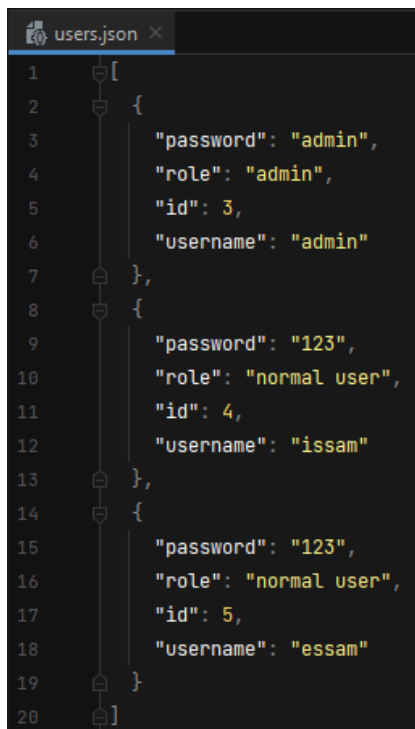 users.json ×
1 [
2 {
3 "password": "admin",
4 "role": "admin",
5 "id": 3,
6 "username": "admin"
7 },
8 {
9 "password": "123",
10 "role": "normal user",
11 "id": 4,
12 "username": "issam"
13 },
14 {
15 "password": "123",
16 "role": "normal user",
17 "id": 5,
18 "username": "essam"
19 }
20 ]